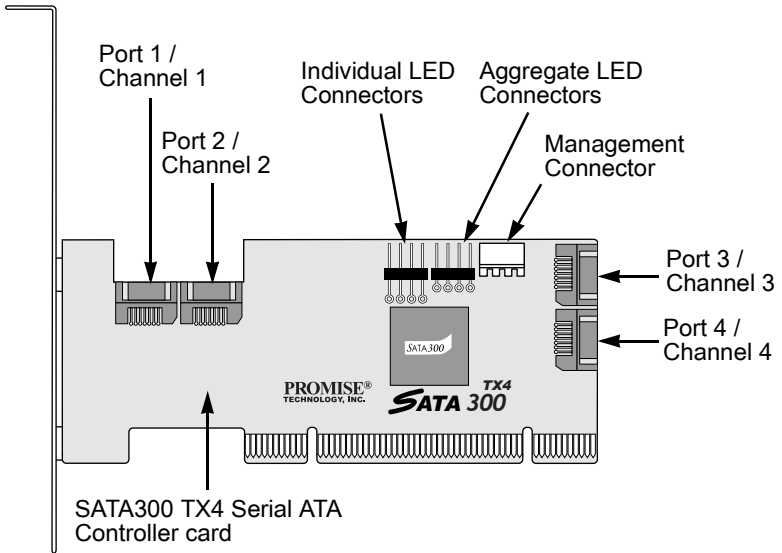 Port 1 /
Channel 1
Port 2 /
Channel 2
Individual LED
Connectors
Aggregate LED
Connectors
Management
Connector
Port 3 /
Channel 3
Port 4 /
Channel 4
SATA300
PROMISE®
TECHNOLOGY, INC.
TX4
SATA 300
SATA300 TX4 Serial ATA
Controller card